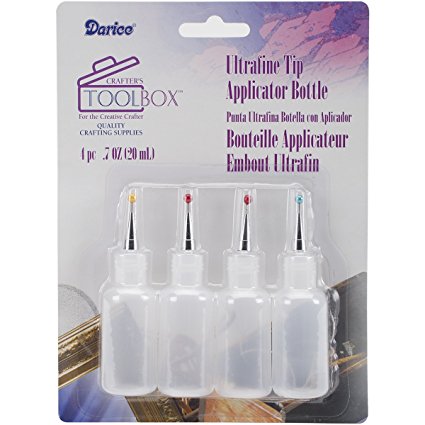 Darice
CRAFTER'S
TOOLBOX™
For the Creative Crafter
QUALITY
CRAFTING SUPPLIES
4 pc .7 OZ (20 mL)
Ultrafine Tip
Applicator Bottle
Punta Ultrafina Botella con Aplicador
Bouteille Applicateur
Embout Ultrafin